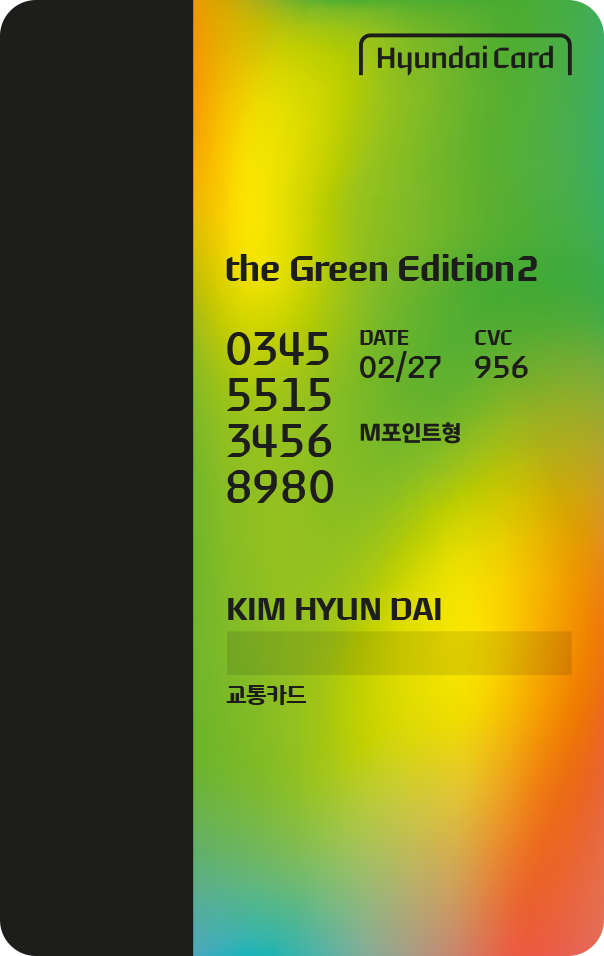 Hyundai Card
the Green Edition2
0345
5515
3456
8980
DATE
02/27
CVC
956
M포인트형
KIM HYUN DAI
교통카드